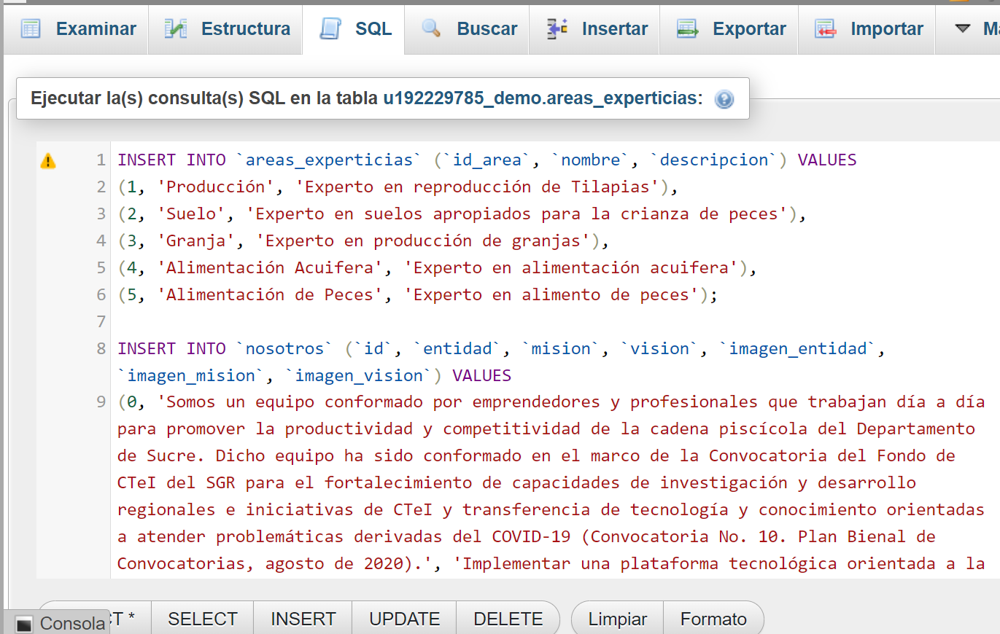 Examinar Estructura SQL Buscar Insertar Exportar Importar
Ejecutar la(s) consulta(s) SQL en la tabla u192229785_demo.areas_experticias:
1 INSERT INTO `areas_experticias` (`id_area`, `nombre`, `descripcion`) VALUES
2 (1, 'Producción', 'Experto en reproducción de Tilapias'),
3 (2, 'Suelo', 'Experto en suelos apropiados para la crianza de peces'),
4 (3, 'Granja', 'Experto en producción de granjas'),
5 (4, 'Alimentación Acuifera', 'Experto en alimentación acuifera'),
6 (5, 'Alimentación de Peces', 'Experto en alimento de peces');
7
8 INSERT INTO `nosotros` (`id`, `entidad`, `mision`, `vision`, `imagen_entidad`,
`imagen_mision`, `imagen_vision`) VALUES
9 (0, 'Somos un equipo conformado por emprendedores y profesionales que trabajan día a día
para promover la productividad y competitividad de la cadena piscícola del Departamento
de Sucre. Dicho equipo ha sido conformado en el marco de la Convocatoria del Fondo de
CTeI del SGR para el fortalecimiento de capacidades de investigación y desarrollo
regionales e iniciativas de CTeI y transferencia de tecnología y conocimiento orientadas
a atender problemáticas derivadas del COVID-19 (Convocatoria No. 10. Plan Bienal de
Convocatorias, agosto de 2020).', 'Implementar una plataforma tecnológica orientada a la
Consola SELECT INSERT UPDATE DELETE Limpiar Formato